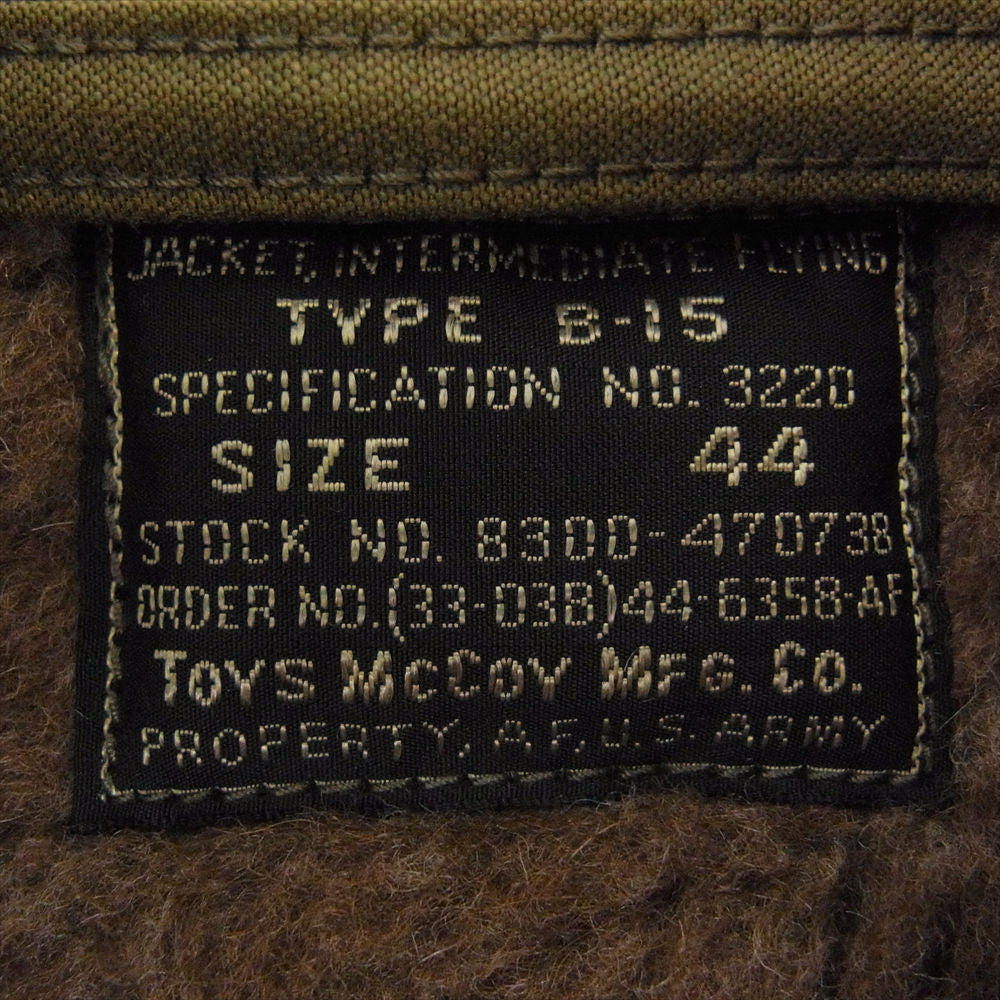 JACKET, INTERMEDIATE FLYING
TYPE B-15
SPECIFICATION NO. 3220
SIZE 44
STOCK NO. 8300-470738
ORDER NO.(33-038)44-6358-AF
TOYS MCCOY MFG. CO.
PROPERTY, A.F., U.S. ARMY